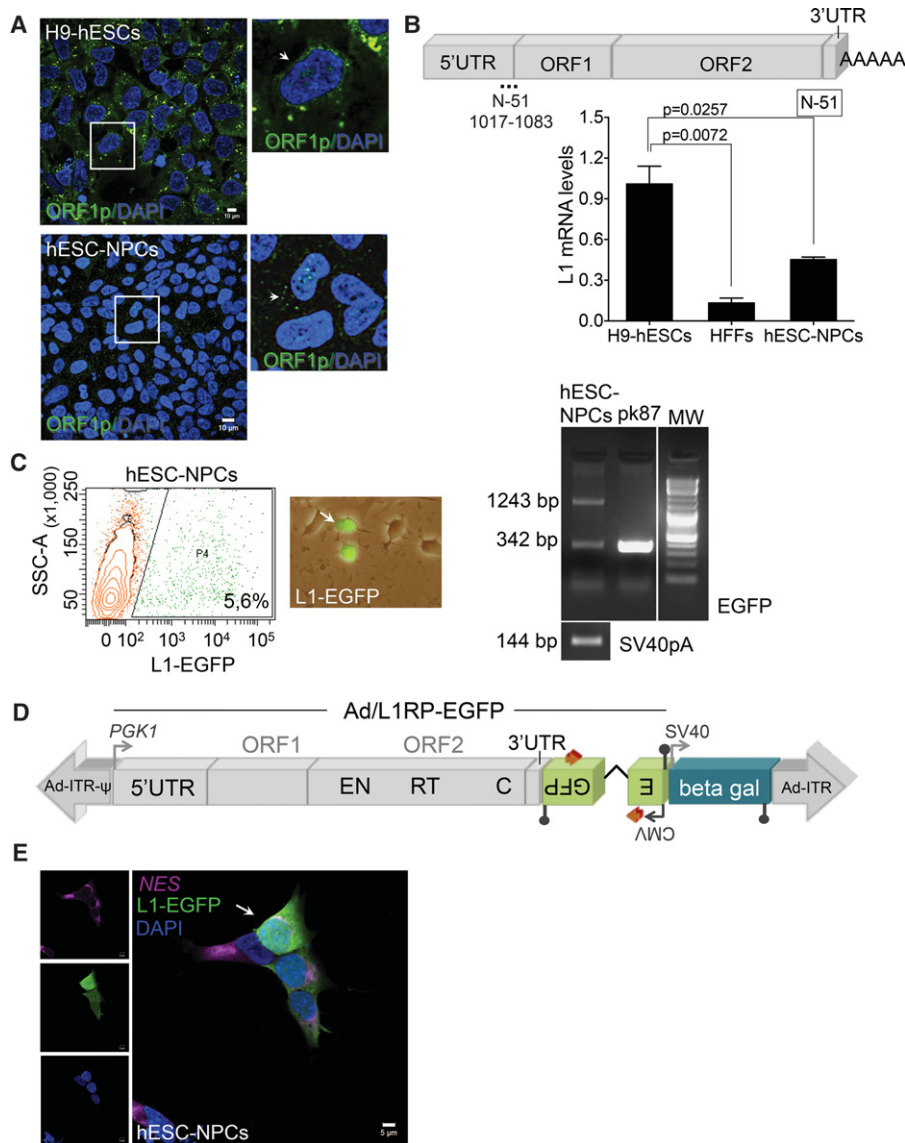 A
H9-hESCs
ORF1p/DAPI
10 µm
ORF1p/DAPI
hESC-NPCs
ORF1p/DAPI
10 µm
ORF1p/DAPI
B
3'UTR
5'UTR ORF1 ORF2 AAAAA
N-51
1017-1083
N-51
p=0.0257
p=0.0072
L1 mRNA levels
1.5
1.2
0.9
0.6
0.3
0.0
H9-hESCs HFFs hESC-NPCs
C
hESC-NPCs
SSC-A (x1,000)
250
150
100
50
P4
5,6%
0 10² 10³ 10⁴ 10⁵
L1-EGFP
L1-EGFP
hESC-
NPCs pk87 MW
1243 bp
342 bp
EGFP
144 bp
SV40pA
D
Ad/L1RP-EGFP
PGK1 ORF1 ORF2 3'UTR SV40
Ad-ITR-ψ 5'UTR EN RT C GFP E beta gal Ad-ITR
CMV
E
NES
L1-EGFP
DAPI
5 µm
hESC-NPCs